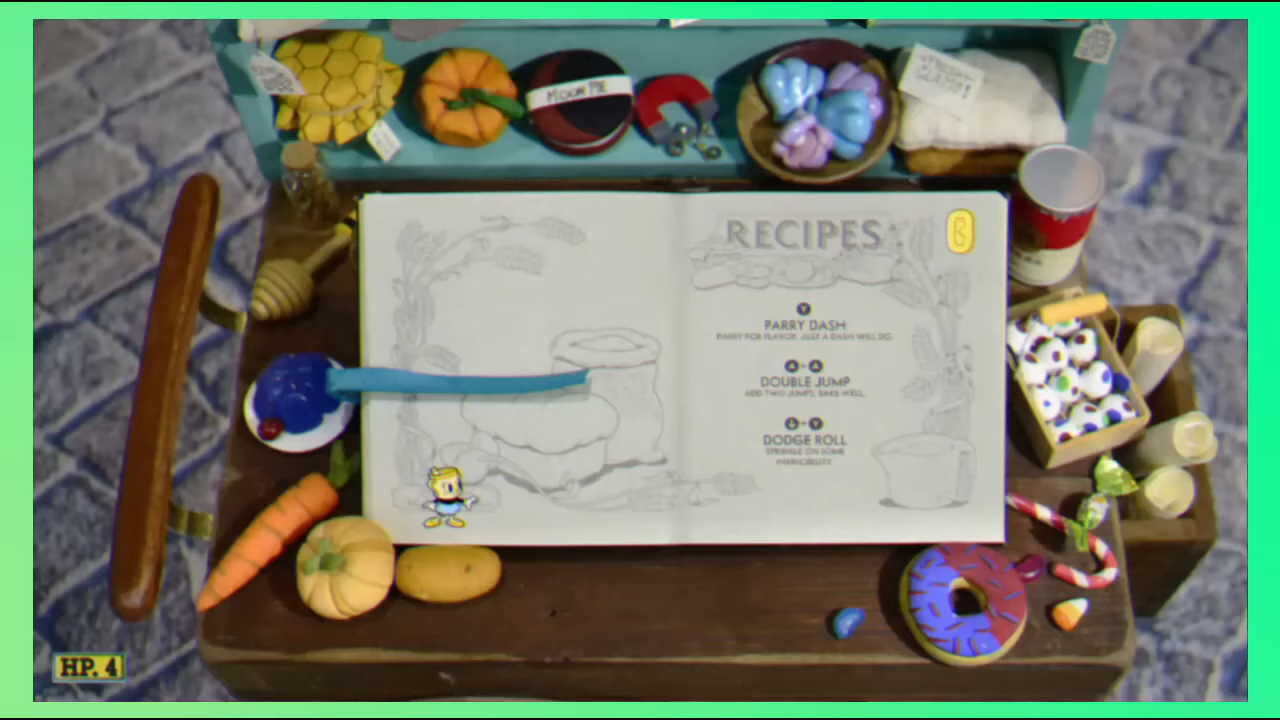 MOON PIE
RECIPES
B
Y
PARRY DASH
PARRY FOR FLAVOR. JUST A DASH WILL DO.
A + A
DOUBLE JUMP
ADD TWO JUMPS, BAKE WELL.
+ Y
DODGE ROLL
SPRINKLE ON SOME
INVINCIBILITY
HP. 4